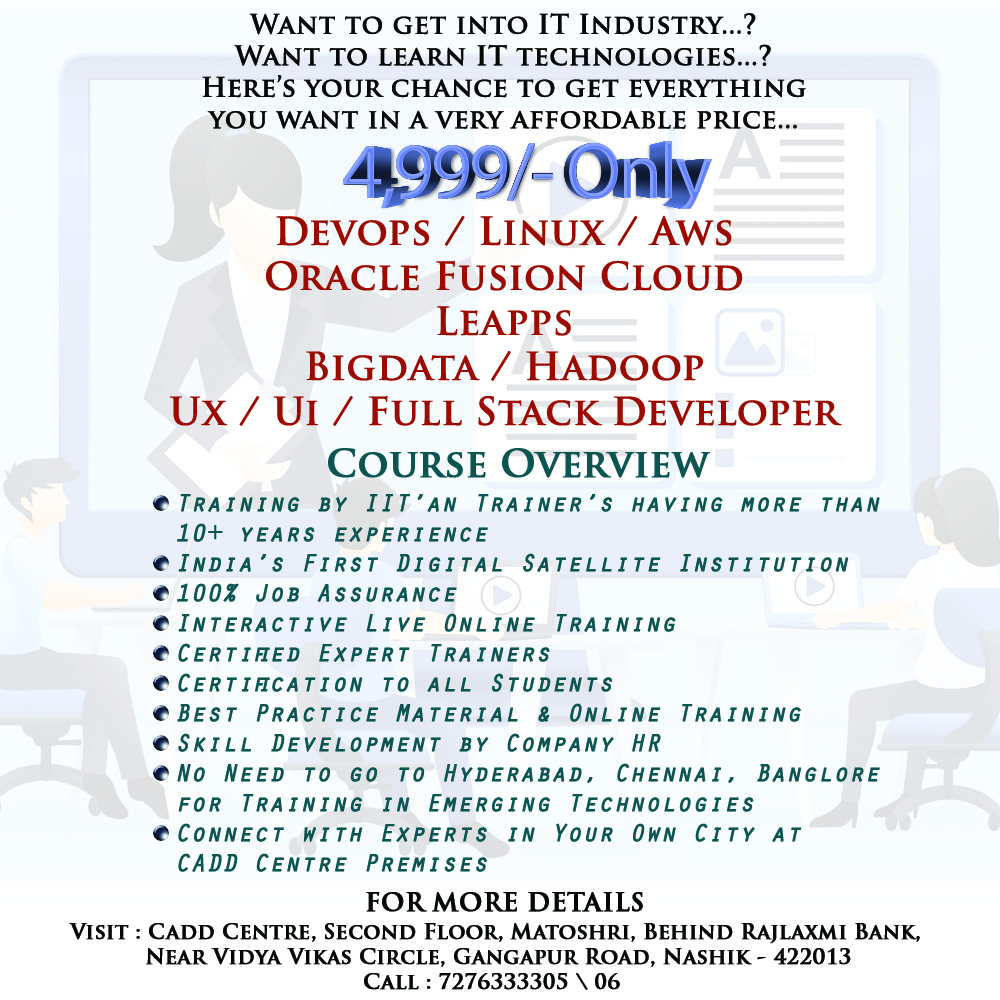 Want to get into IT Industry...?
Want to learn IT technologies...?
Here's your chance to get everything
you want in a very affordable price...
4,999/- Only
Devops / Linux / Aws
Oracle Fusion Cloud
Leapps
Bigdata / Hadoop
Ux / Ui / Full Stack Developer
Course Overview
Training by IIT'an Trainer's having more than
10+ years experience
India's First Digital Satellite Institution
100% Job Assurance
Interactive Live Online Training
Certified Expert Trainers
Certification to all Students
Best Practice Material & Online Training
Skill Development by Company HR
No Need to go to Hyderabad, Chennai, Banglore
for Training in Emerging Technologies
Connect with Experts in Your Own City at
CADD Centre Premises
FOR MORE DETAILS
Visit : Cadd Centre, Second Floor, Matoshri, Behind Rajlaxmi Bank,
Near Vidya Vikas Circle, Gangapur Road, Nashik - 422013
Call : 7276333305 \ 06